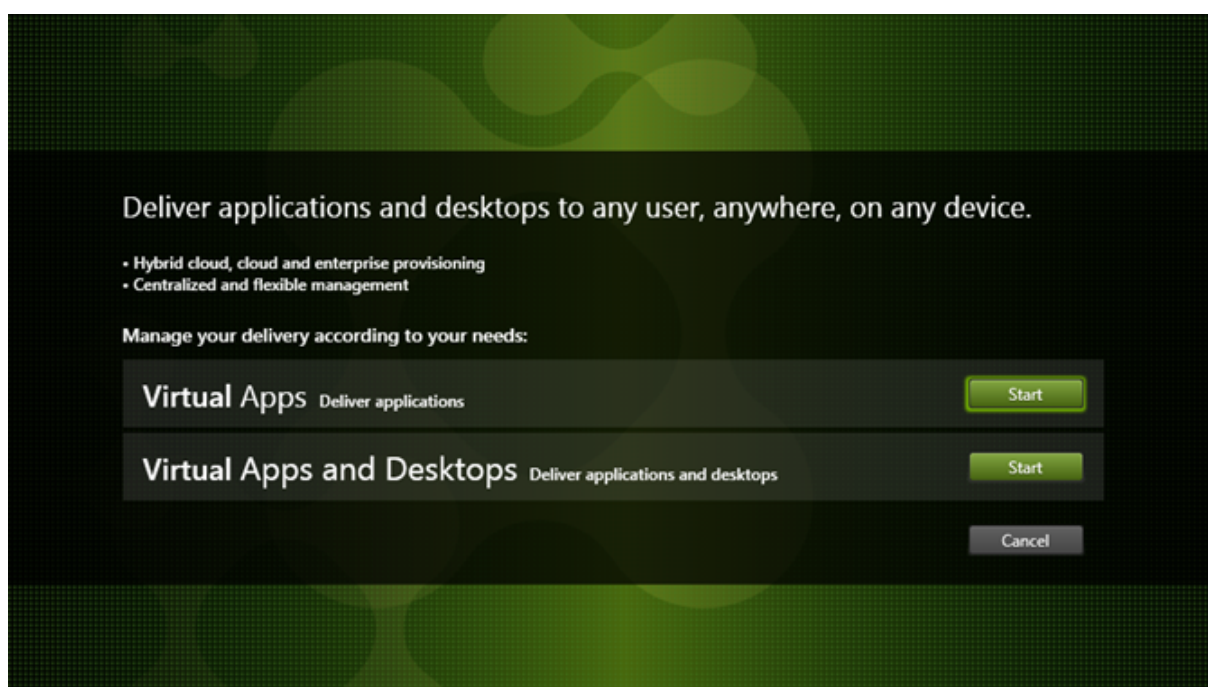 Deliver applications and desktops to any user, anywhere, on any device.
• Hybrid cloud, cloud and enterprise provisioning
• Centralized and flexible management
Manage your delivery according to your needs:
Virtual Apps Deliver applications Start
Virtual Apps and Desktops Deliver applications and desktops Start
Cancel